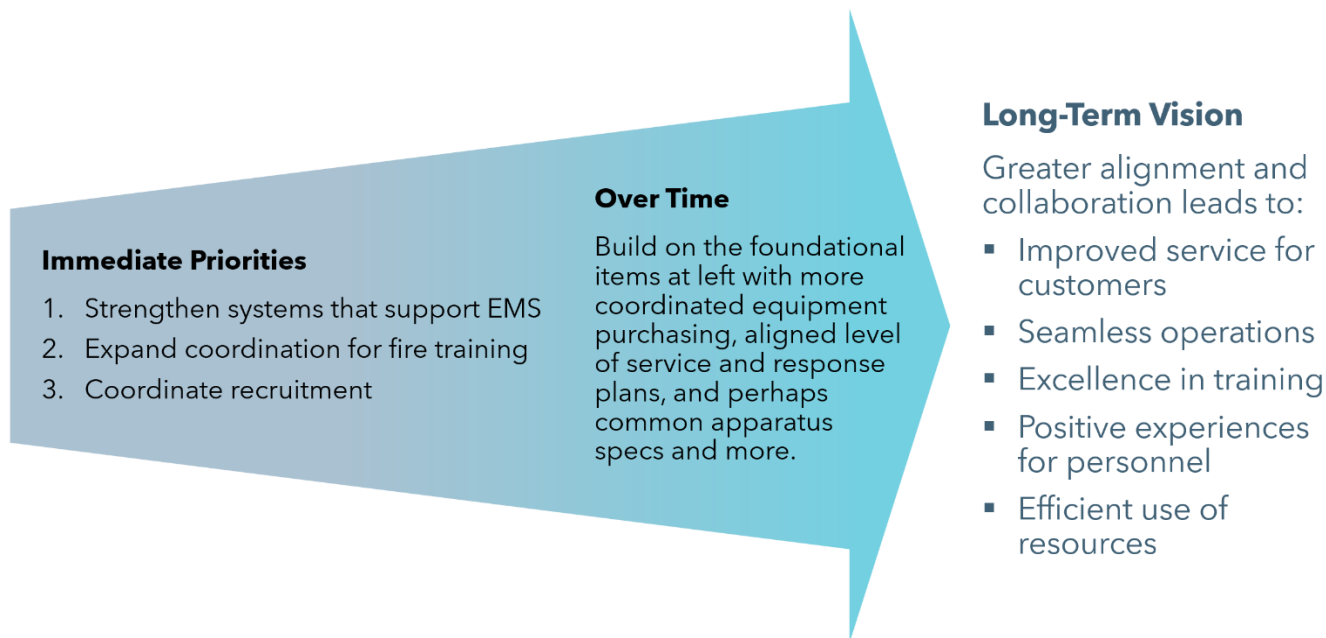 Immediate Priorities
1. Strengthen systems that support EMS
2. Expand coordination for fire training
3. Coordinate recruitment
Over Time
Build on the foundational
items at left with more
coordinated equipment
purchasing, aligned level
of service and response
plans, and perhaps
common apparatus
specs and more.
Long-Term Vision
Greater alignment and
collaboration leads to:
▪ Improved service for
customers
▪ Seamless operations
▪ Excellence in training
▪ Positive experiences
for personnel
▪ Efficient use of
resources